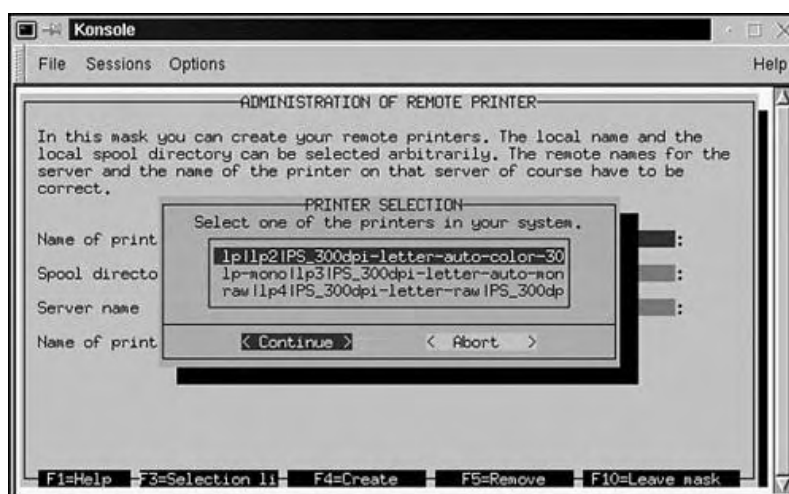 Konsole
File Sessions Options Help
ADMINISTRATION OF REMOTE PRINTER
In this mask you can create your remote printers. The local name and the
local spool directory can be selected arbitrarily. The remote names for the
server and the name of the printer on that server of course have to be
correct.
PRINTER SELECTION
Select one of the printers in your system.
Name of print :
lp|lp2|PS_300dpi-letter-auto-color-30
Spool directo
lp-mono|lp3|PS_300dpi-letter-auto-mon
raw|lp4|PS_300dpi-letter-raw|PS_300dp
Server name :
Name of print
< Continue > < Abort >
F1=Help F3=Selection li F4=Create F5=Remove F10=Leave mask